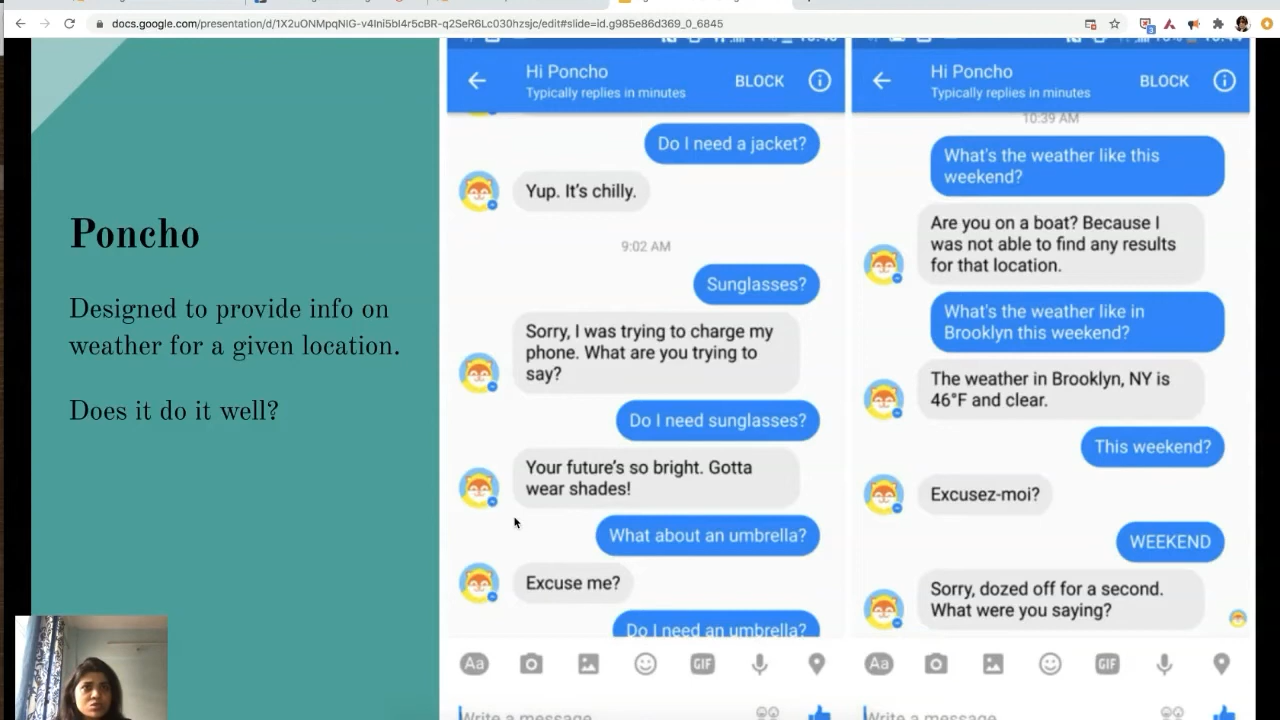 docs.google.com/presentation/d/1X2uONMpqNIG-v4Ini5bI4r5cBR-q2SeR6Lc030hzsjc/edit#slide=id.g985e86d369_0_6845
Poncho
Designed to provide info on
weather for a given location.
Does it do it well?
Hi Poncho
Typically replies in minutes
BLOCK
Do I need a jacket?
Yup. It's chilly.
9:02 AM
Sunglasses?
Sorry, I was trying to charge my
phone. What are you trying to
say?
Do I need sunglasses?
Your future's so bright. Gotta
wear shades!
What about an umbrella?
Excuse me?
Do I need an umbrella?
Aa
GIF
Write a message
Hi Poncho
Typically replies in minutes
BLOCK
10:39 AM
What's the weather like this
weekend?
Are you on a boat? Because I
was not able to find any results
for that location.
What's the weather like in
Brooklyn this weekend?
The weather in Brooklyn, NY is
46°F and clear.
This weekend?
Excusez-moi?
WEEKEND
Sorry, dozed off for a second.
What were you saying?
Aa
GIF
Write a message